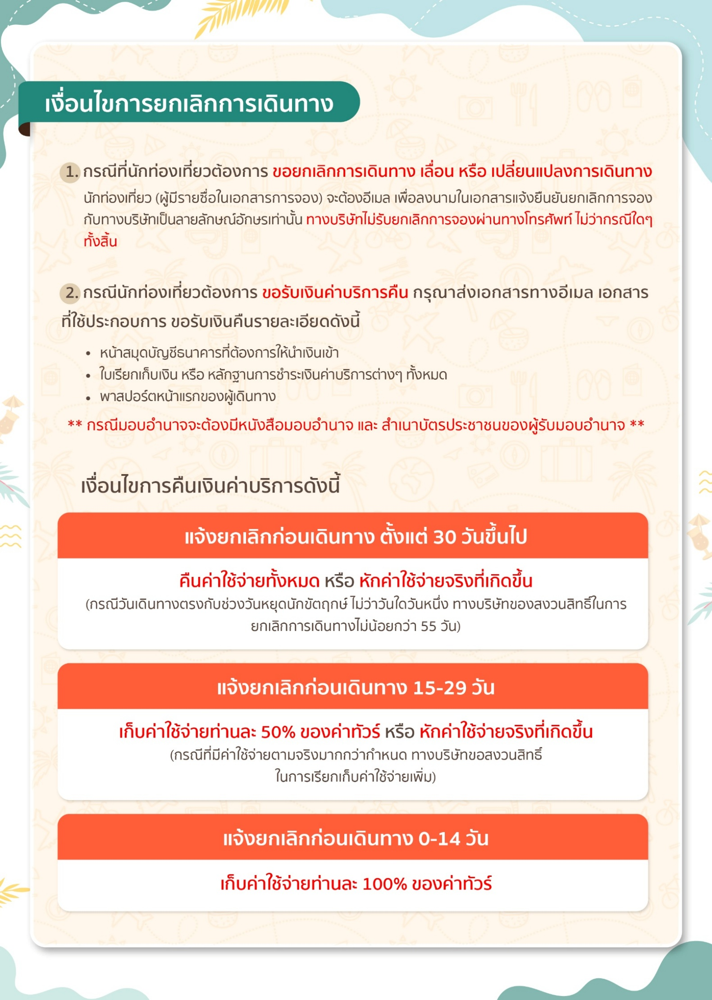 เงื่อนไขการยกเลิกการเดินทาง
1. กรณีที่นักท่องเที่ยวต้องการ ขอยกเลิกการเดินทาง เลื่อน หรือ เปลี่ยนแปลงการเดินทาง
นักท่องเที่ยว (ผู้มีรายชื่อในเอกสารการจอง) จะต้องอีเมล เพื่อลงนามในเอกสารแจ้งยืนยันยกเลิกการจอง
กับทางบริษัทเป็นลายลักษณ์อักษรเท่านั้น ทางบริษัทไม่รับยกเลิกการจองผ่านทางโทรศัพท์ ไม่ว่ากรณีใดๆ
ทั้งสิ้น
2. กรณีนักท่องเที่ยวต้องการ ขอรับเงินค่าบริการคืน กรุณาส่งเอกสารทางอีเมล เอกสาร
ที่ใช้ประกอบการ ขอรับเงินคืนรายละเอียดดังนี้
• หน้าสมุดบัญชีธนาคารที่ต้องการให้นำเงินเข้า
• ใบเรียกเก็บเงิน หรือ หลักฐานการชำระเงินค่าบริการต่างๆ ทั้งหมด
• พาสปอร์ตหน้าแรกของผู้เดินทาง
** กรณีมอบอำนาจจะต้องมีหนังสือมอบอำนาจ และ สำเนาบัตรประชาชนของผู้รับมอบอำนาจ **
เงื่อนไขการคืนเงินค่าบริการดังนี้
แจ้งยกเลิกก่อนเดินทาง ตั้งแต่ 30 วันขึ้นไป
คืนค่าใช้จ่ายทั้งหมด หรือ หักค่าใช้จ่ายจริงที่เกิดขึ้น
(กรณีวันเดินทางตรงกับช่วงวันหยุดนักขัตฤกษ์ ไม่ว่าวันใดวันหนึ่ง ทางบริษัทของสงวนสิทธิ์ในการ
ยกเลิกการเดินทางไม่น้อยกว่า 55 วัน)
แจ้งยกเลิกก่อนเดินทาง 15-29 วัน
เก็บค่าใช้จ่ายท่านละ 50% ของค่าทัวร์ หรือ หักค่าใช้จ่ายจริงที่เกิดขึ้น
(กรณีที่มีค่าใช้จ่ายตามจริงมากกว่ากำหนด ทางบริษัทขอสงวนสิทธิ์
ในการเรียกเก็บค่าใช้จ่ายเพิ่ม)
แจ้งยกเลิกก่อนเดินทาง 0-14 วัน
เก็บค่าใช้จ่ายท่านละ 100% ของค่าทัวร์